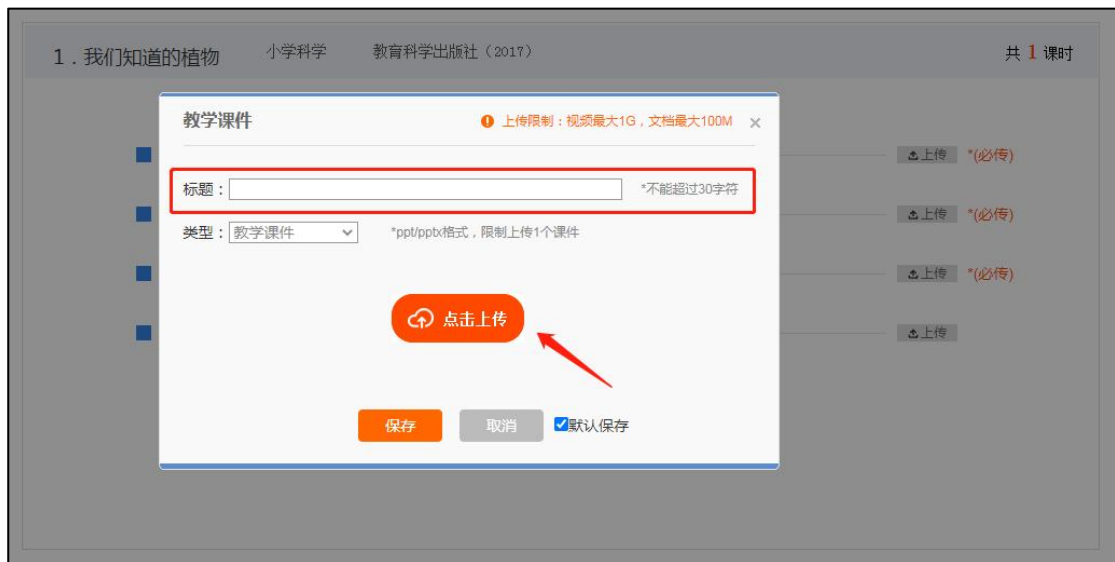 1．我们知道的植物 小学科学 教育科学出版社（2017） 共 1 课时
教学课件 上传限制：视频最大1G，文档最大100M
上传 *(必传)
标题： *不能超过30字符
上传 *(必传)
类型： 教学课件 *ppt/pptx格式，限制上传1个课件
上传 *(必传)
点击上传
上传
保存 取消 默认保存